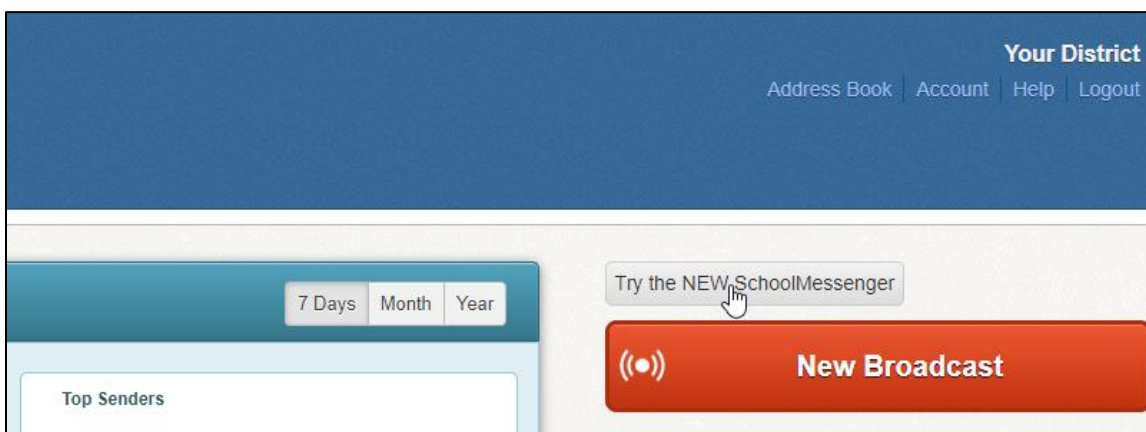 Your District
Address Book Account Help Logout
Try the NEW SchoolMessenger
7 Days Month Year
New Broadcast
Top Senders